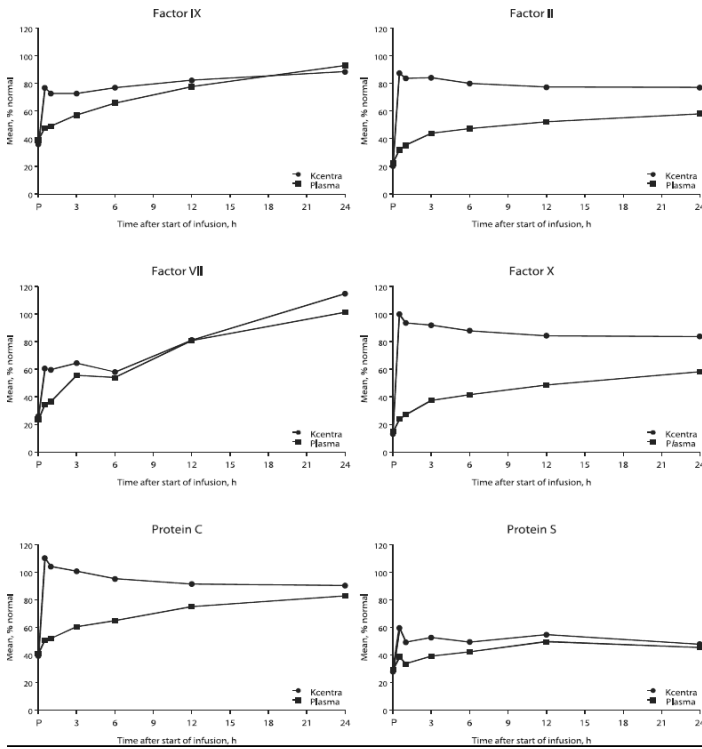 Factor IX
120
100
80
60
40
20
0
Mean, % normal
Kcentra
Plasma
P 3 6 9 12 15 18 21 24
Time after start of infusion, h
Factor II
120
100
80
60
40
20
0
Mean, % normal
Kcentra
Plasma
P 3 6 9 12 15 18 21 24
Time after start of infusion, h
Factor VII
120
100
80
60
40
20
0
Mean, % normal
Kcentra
Plasma
P 3 6 9 12 15 18 21 24
Time after start of infusion, h
Factor X
120
100
80
60
40
20
0
Mean, % normal
Kcentra
Plasma
P 3 6 9 12 15 18 21 24
Time after start of infusion, h
Protein C
120
100
80
60
40
20
0
Mean, % normal
Kcentra
Plasma
P 3 6 9 12 15 18 21 24
Time after start of infusion, h
Protein S
120
100
80
60
40
20
0
Mean, % normal
Kcentra
Plasma
P 3 6 9 12 15 18 21 24
Time after start of infusion, h